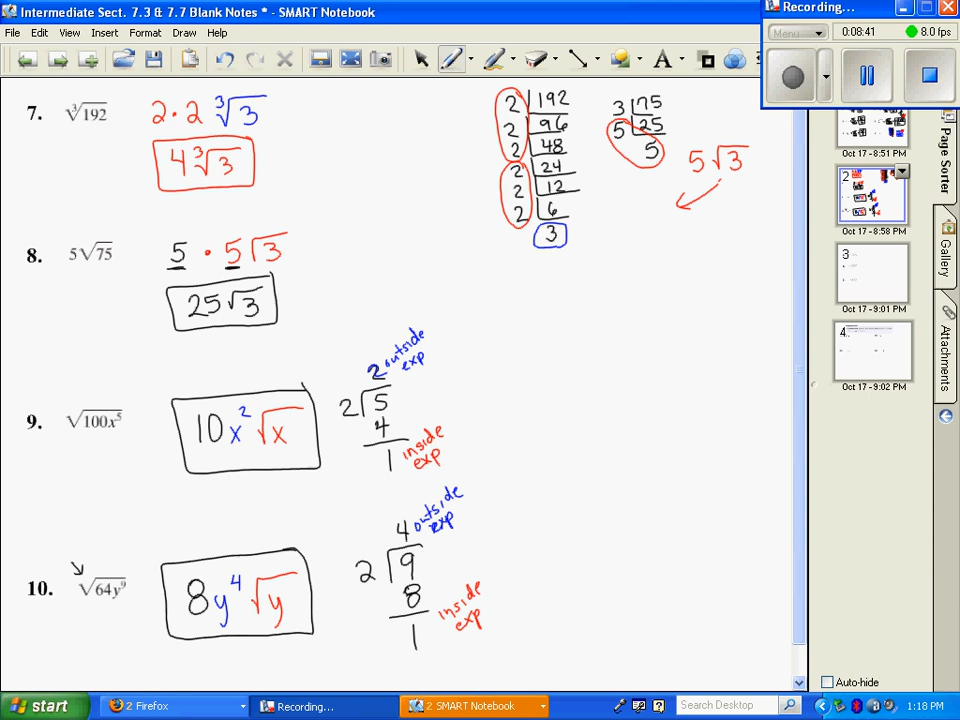 Intermediate Sect. 7.3 & 7.7 Blank Notes * - SMART Notebook
Recording...
File Edit View Insert Format Draw Help
Menu
0:08:41
8.0 fps
7. ∛192
2 · 2 ∛3
4 ∛3
2 192
2 96
2 48
2 24
2 12
2 6
3
3 75
5 25
5
5√3
8. 5√75
5 · 5√3
25√3
9. √100x⁵
10x²√x
2 outside exp
2 5
4
1 inside exp
10. √64y⁹
8y⁴√y
4 outside exp
2 9
8
1 inside exp
Oct 17 - 8:51 PM
2
Oct 17 - 8:58 PM
3
Oct 17 - 9:01 PM
4
Oct 17 - 9:02 PM
Page Sorter
Gallery
Attachments
Auto-hide
start
2 Firefox
Recording...
2 SMART Notebook
Search Desktop
1:18 PM